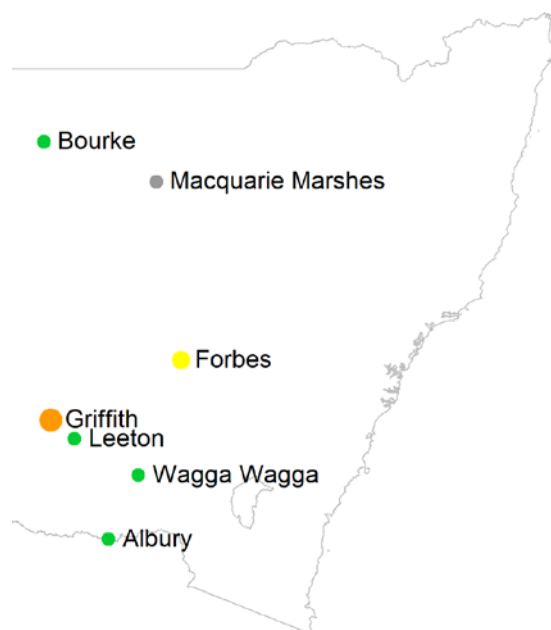 Bourke
Macquarie Marshes
Forbes
Griffith
Leeton
Wagga Wagga
Albury